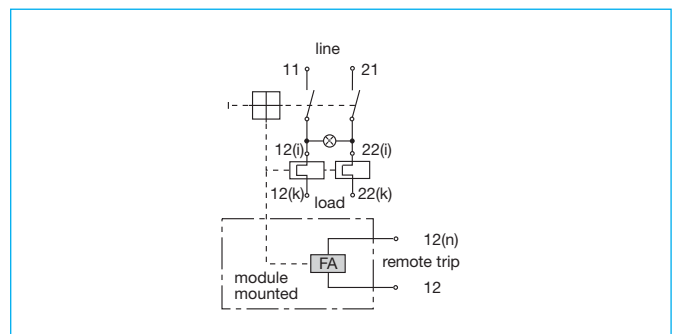 line
11 21
12(i) 22(i)
12(k) 22(k)
load
12(n)
FA remote trip
module
mounted
12